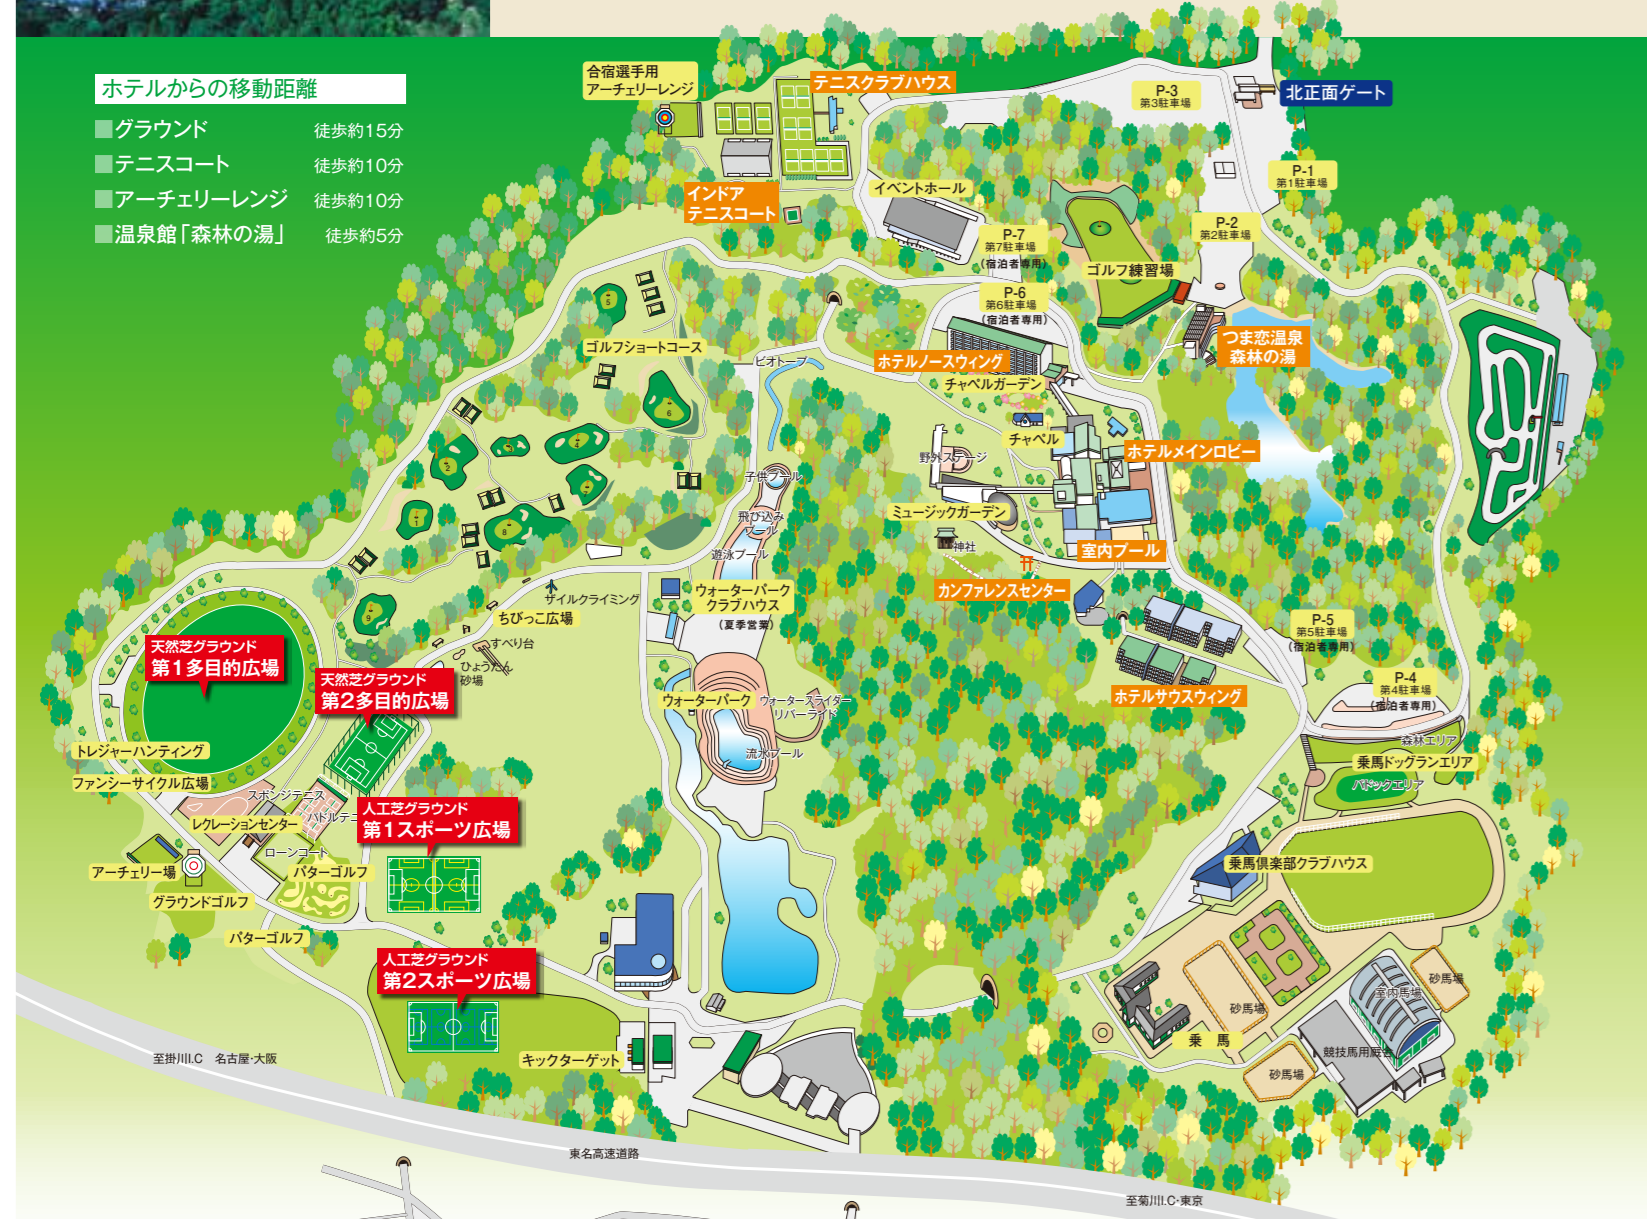 ホテルからの移動距離
■グラウンド 徒歩約15分
■テニスコート 徒歩約10分
■アーチェリーレンジ 徒歩約10分
■温泉館「森林の湯」 徒歩約5分
合宿選手用
アーチェリーレンジ
テニスクラブハウス
P-3
第3駐車場
北正面ゲート
インドア
テニスコート
イベントホール
P-1
第1駐車場
P-7
第7駐車場
(宿泊者専用)
P-2
第2駐車場
ゴルフ練習場
P-6
第6駐車場
(宿泊者専用)
つま恋温泉
森林の湯
ゴルフショートコース
ビオトープ
ホテルノースウィング
チャペルガーデン
チャペル
ホテルメインロビー
野外ステージ
子供プール
ミュージックガーデン
飛び込み
プール
遊泳プール
神社
室内プール
カンファレンスセンター
ウォーターパーク
クラブハウス
(夏季営業)
ザイルクライミング
ちびっこ広場
すべり台
ひょうたん
砂場
天然芝グラウンド
第1多目的広場
天然芝グラウンド
第2多目的広場
P-5
第5駐車場
(宿泊者専用)
P-4
第4駐車場
(宿泊者専用)
ホテルサウスウィング
ウォーターパーク
ウォータースライダー
リバーライド
流水プール
森林エリア
乗馬ドッグランエリア
パドックエリア
トレジャーハンティング
ファンシーサイクル広場
スポンジテニス
パドルテニ
レクレーションセンター
人工芝グラウンド
第1スポーツ広場
ローンコート
パターゴルフ
アーチェリー場
グラウンドゴルフ
パターゴルフ
乗馬倶楽部クラブハウス
人工芝グラウンド
第2スポーツ広場
キックターゲット
砂馬場
室内馬場
砂馬場
乗馬
競技馬用厩舎
砂馬場
至掛川I.C 名古屋・大阪
東名高速道路
至菊川I.C・東京
1
2
3
4
5
6
7
8
9